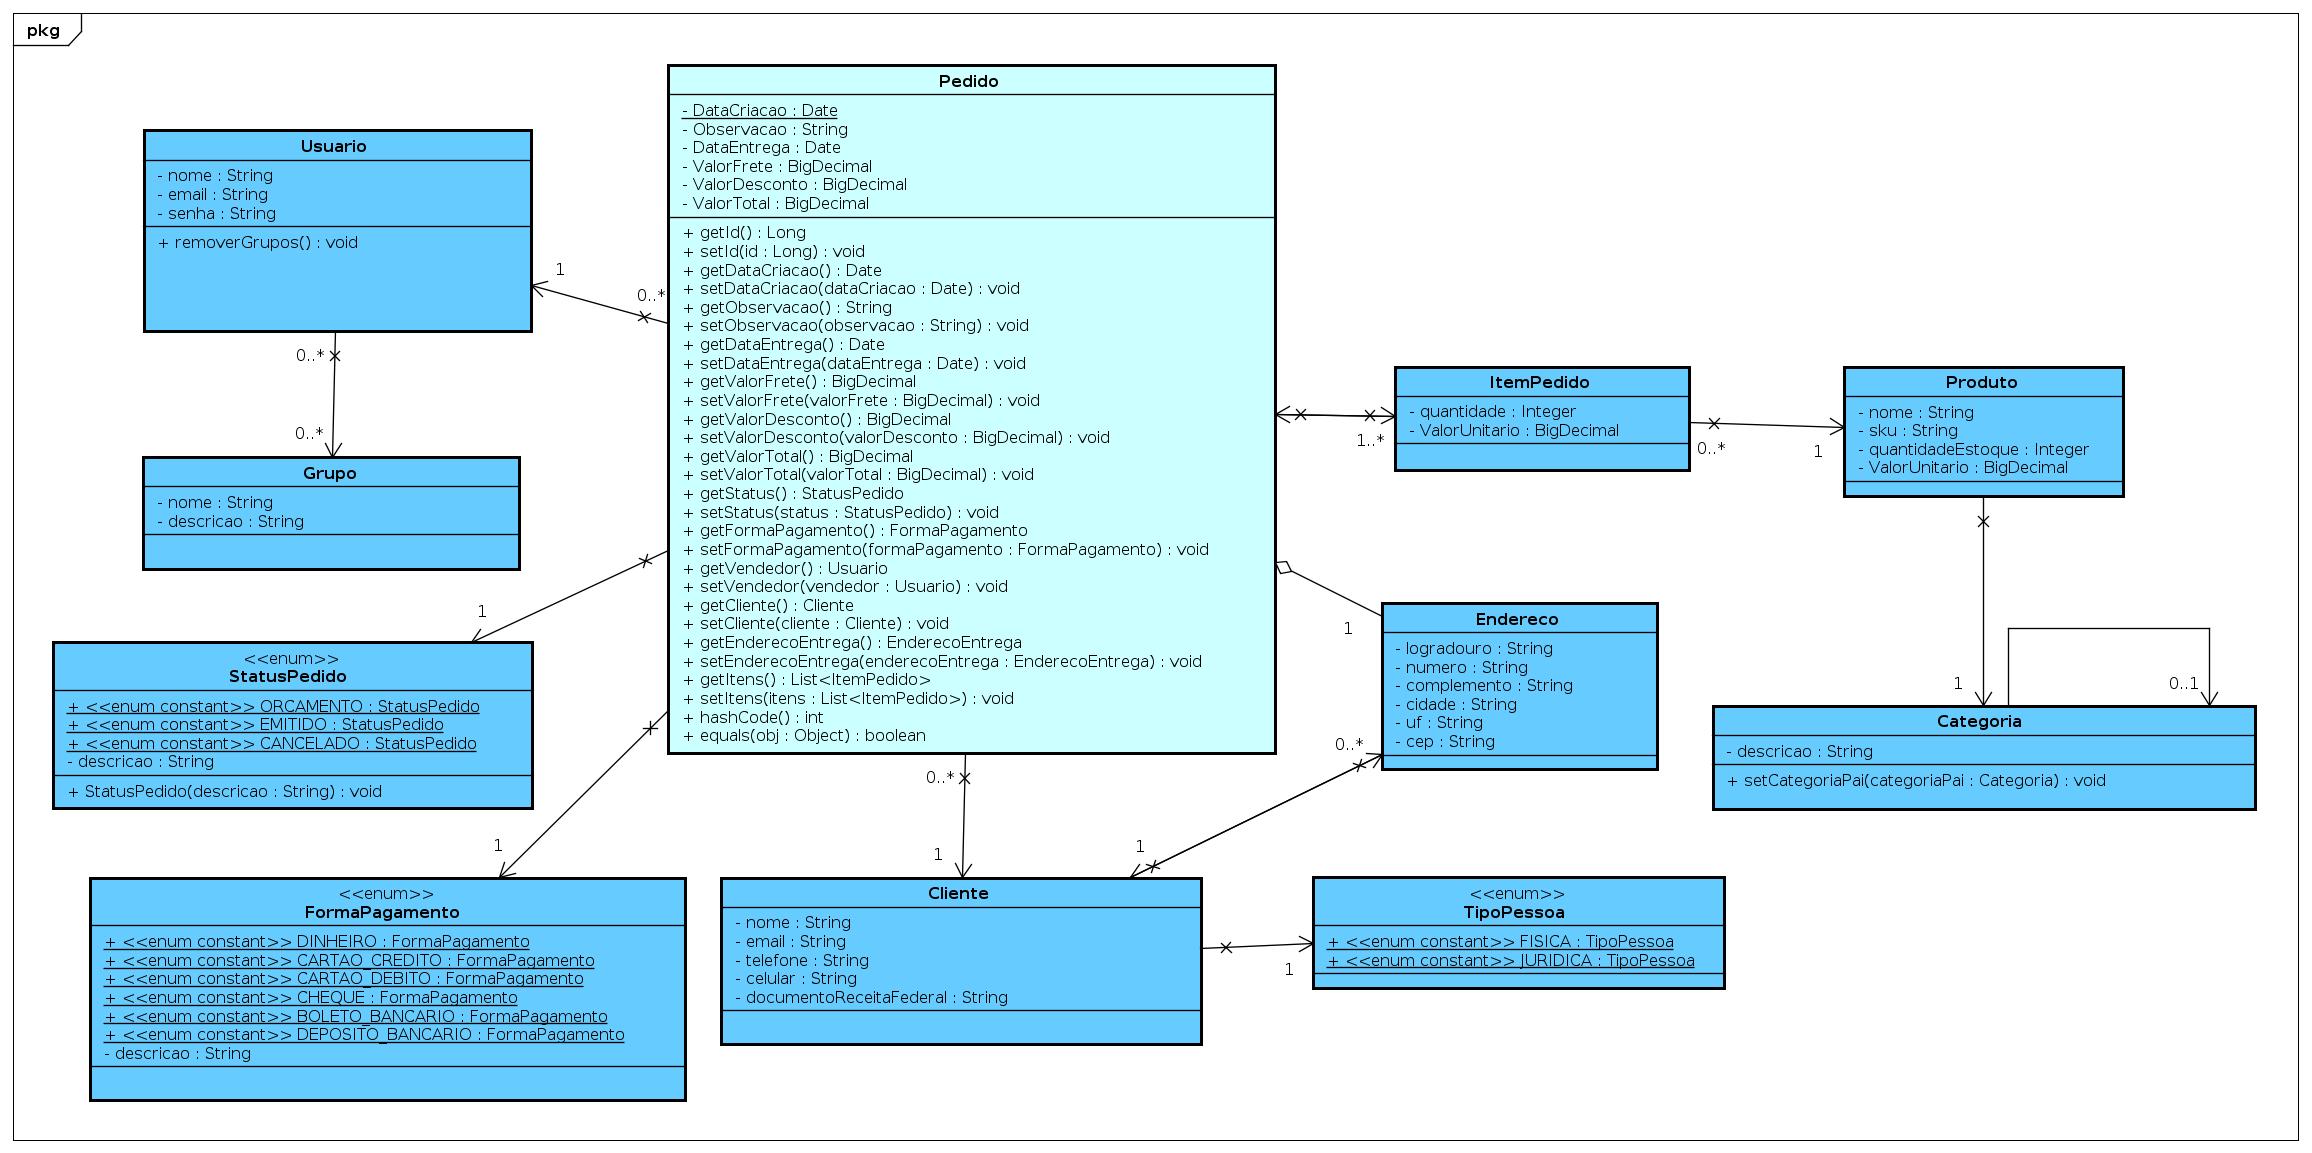 pkg
Pedido
- DataCriacao : Date
- Observacao : String
- DataEntrega : Date
- ValorFrete : BigDecimal
- ValorDesconto : BigDecimal
- ValorTotal : BigDecimal
+ getId() : Long
+ setId(id : Long) : void
+ getDataCriacao() : Date
+ setDataCriacao(dataCriacao : Date) : void
+ getObservacao() : String
+ setObservacao(observacao : String) : void
+ getDataEntrega() : Date
+ setDataEntrega(dataEntrega : Date) : void
+ getValorFrete() : BigDecimal
+ setValorFrete(valorFrete : BigDecimal) : void
+ getValorDesconto() : BigDecimal
+ setValorDesconto(valorDesconto : BigDecimal) : void
+ getValorTotal() : BigDecimal
+ setValorTotal(valorTotal : BigDecimal) : void
+ getStatus() : StatusPedido
+ setStatus(status : StatusPedido) : void
+ getFormaPagamento() : FormaPagamento
+ setFormaPagamento(formaPagamento : FormaPagamento) : void
+ getVendedor() : Usuario
+ setVendedor(vendedor : Usuario) : void
+ getCliente() : Cliente
+ setCliente(cliente : Cliente) : void
+ getEnderecoEntrega() : EnderecoEntrega
+ setEnderecoEntrega(enderecoEntrega : EnderecoEntrega) : void
+ getItens() : List<ItemPedido>
+ setItens(itens : List<ItemPedido>) : void
+ hashCode() : int
+ equals(obj : Object) : boolean
Usuario
- nome : String
- email : String
- senha : String
+ removerGrupos() : void
1
0..*
0..*
0..*
Grupo
- nome : String
- descricao : String
1
<<enum>>
StatusPedido
+ <<enum constant>> ORCAMENTO : StatusPedido
+ <<enum constant>> EMITIDO : StatusPedido
+ <<enum constant>> CANCELADO : StatusPedido
- descricao : String
+ StatusPedido(descricao : String) : void
1
<<enum>>
FormaPagamento
+ <<enum constant>> DINHEIRO : FormaPagamento
+ <<enum constant>> CARTAO_CREDITO : FormaPagamento
+ <<enum constant>> CARTAO_DEBITO : FormaPagamento
+ <<enum constant>> CHEQUE : FormaPagamento
+ <<enum constant>> BOLETO_BANCARIO : FormaPagamento
+ <<enum constant>> DEPOSITO_BANCARIO : FormaPagamento
- descricao : String
ItemPedido
- quantidade : Integer
- ValorUnitario : BigDecimal
1..*
0..*
1
Produto
- nome : String
- sku : String
- quantidadeEstoque : Integer
- ValorUnitario : BigDecimal
1
Endereco
- logradouro : String
- numero : String
- complemento : String
- cidade : String
- uf : String
- cep : String
1
0..1
Categoria
- descricao : String
+ setCategoriaPai(categoriaPai : Categoria) : void
0..*
0..*
1
1
Cliente
- nome : String
- email : String
- telefone : String
- celular : String
- documentoReceitaFederal : String
1
<<enum>>
TipoPessoa
+ <<enum constant>> FISICA : TipoPessoa
+ <<enum constant>> JURIDICA : TipoPessoa